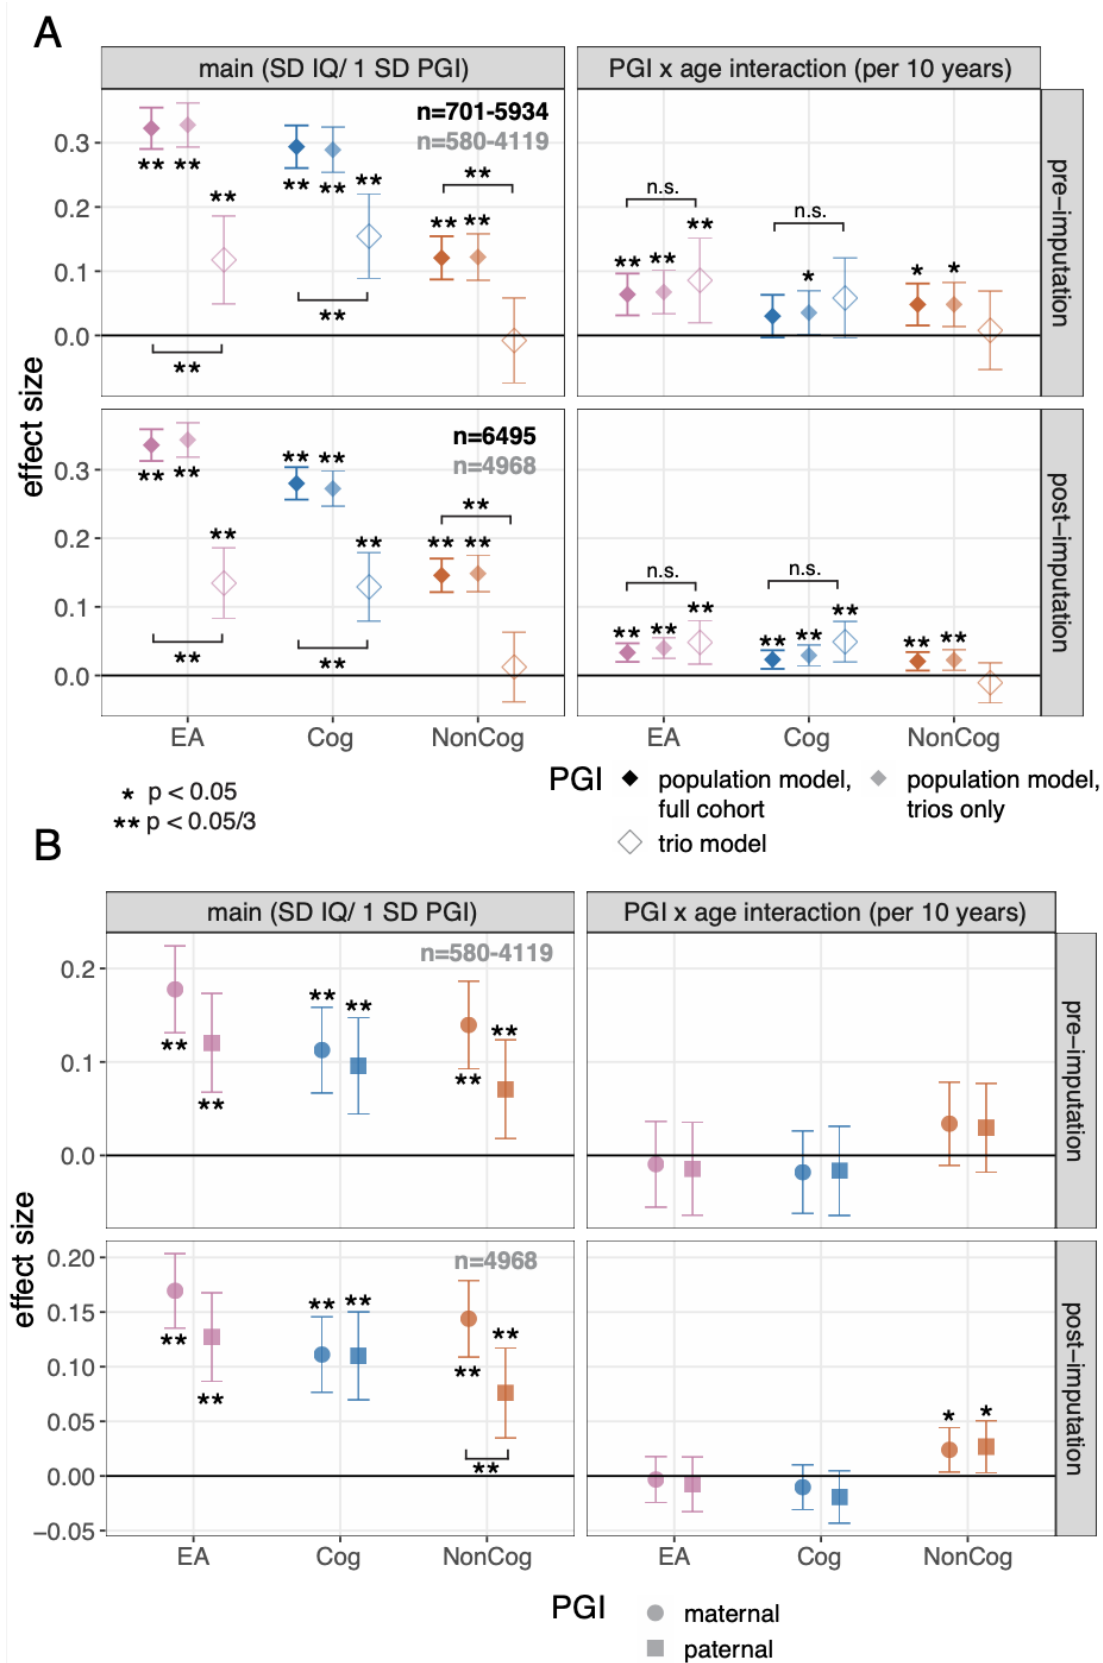 A
main (SD IQ/ 1 SD PGI)
PGI x age interaction (per 10 years)
n=701-5934
n=580-4119
0.3
0.2
0.1
0.0
** ** **
** ** **
** **
**
**
**
n.s.
n.s.
** ** **
*
* *
pre−imputation
effect size
n=6495
n=4968
0.3
0.2
0.1
0.0
** ** **
** ** **
** **
**
**
**
n.s.
n.s.
** ** **
** ** **
** **
post−imputation
EA
Cog
NonCog
EA
Cog
NonCog
* p < 0.05
** p < 0.05/3
PGI
population model, full cohort
population model, trios only
trio model
B
main (SD IQ/ 1 SD PGI)
PGI x age interaction (per 10 years)
n=580-4119
0.2
0.1
0.0
** **
** **
** **
pre−imputation
effect size
n=4968
0.20
0.15
0.10
0.05
0.00
−0.05
** **
** **
** **
**
* *
post−imputation
EA
Cog
NonCog
EA
Cog
NonCog
PGI
maternal
paternal